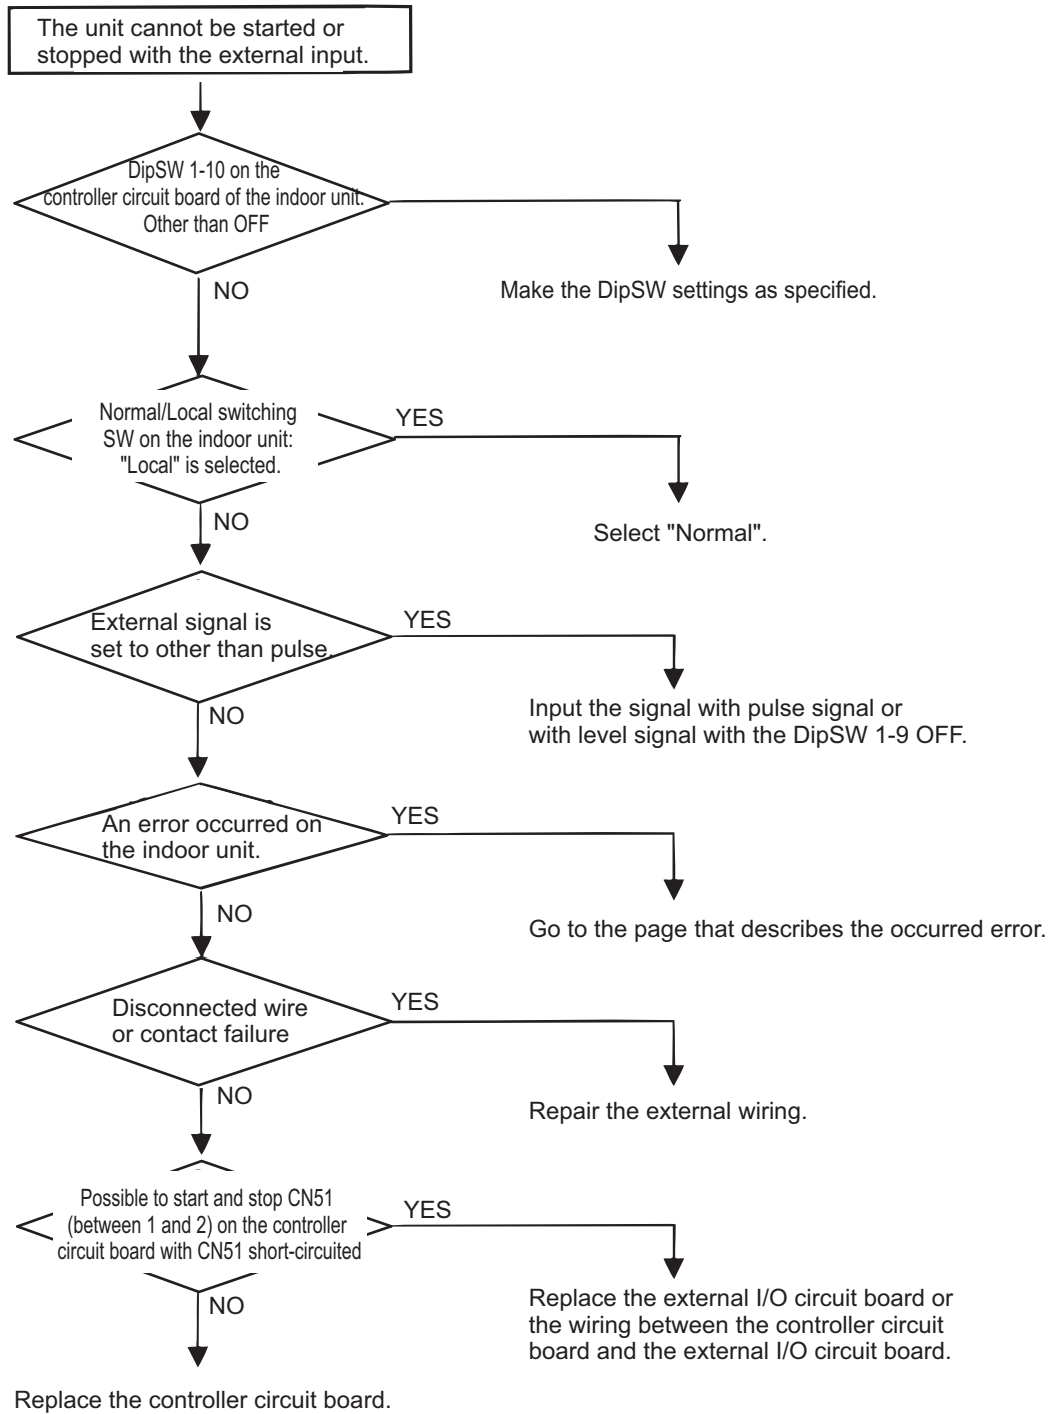 The unit cannot be started or
stopped with the external input.
DipSW 1-10 on the
controller circuit board of the indoor unit.
Other than OFF
NO
Make the DipSW settings as specified.
Normal/Local switching
SW on the indoor unit:
"Local" is selected.
YES
NO
Select "Normal".
External signal is
set to other than pulse.
YES
NO
Input the signal with pulse signal or
with level signal with the DipSW 1-9 OFF.
An error occurred on
the indoor unit.
YES
NO
Go to the page that describes the occurred error.
Disconnected wire
or contact failure
YES
NO
Repair the external wiring.
Possible to start and stop CN51
(between 1 and 2) on the controller
circuit board with CN51 short-circuited
YES
NO
Replace the external I/O circuit board or
the wiring between the controller circuit
board and the external I/O circuit board.
Replace the controller circuit board.